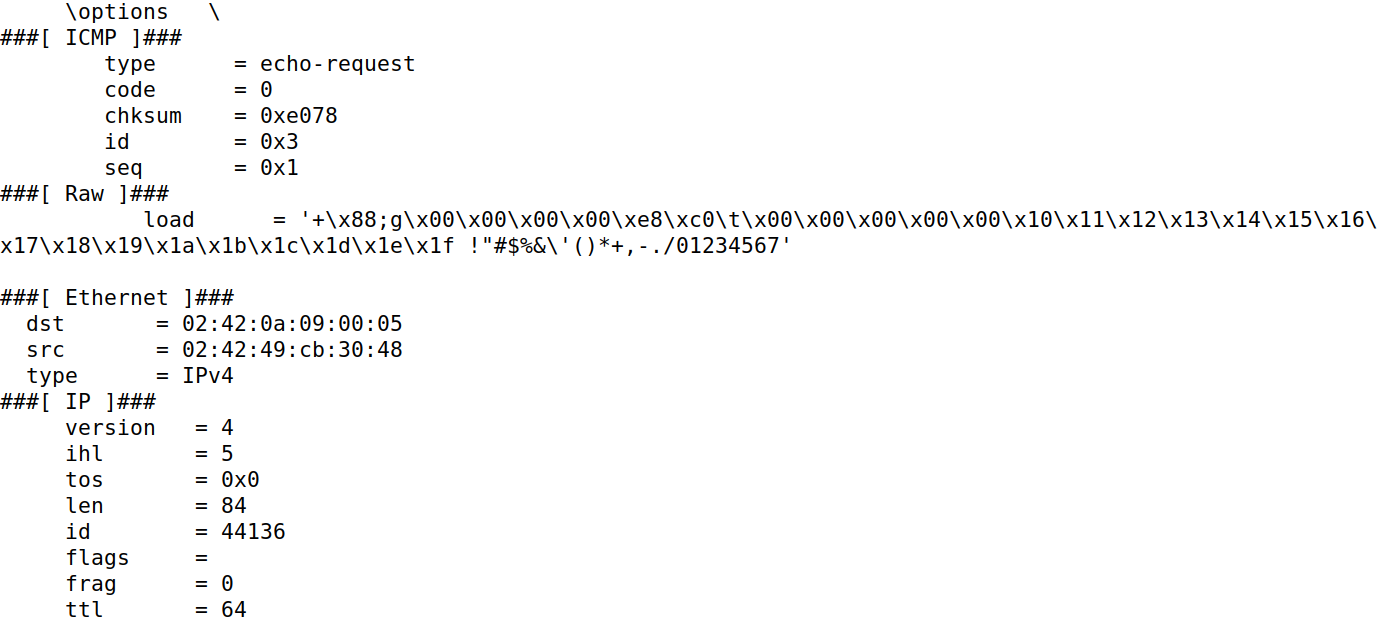 \options   \
###[ ICMP ]###
        type      = echo-request
        code      = 0
        chksum    = 0xe078
        id        = 0x3
        seq       = 0x1
###[ Raw ]###
           load      = '+\x88;g\x00\x00\x00\x00\xe8\xc0\t\x00\x00\x00\x00\x00\x10\x11\x12\x13\x14\x15\x16\
x17\x18\x19\x1a\x1b\x1c\x1d\x1e\x1f !"#$%&\'()*+,-./01234567'

###[ Ethernet ]###
  dst       = 02:42:0a:09:00:05
  src       = 02:42:49:cb:30:48
  type      = IPv4
###[ IP ]###
     version   = 4
     ihl       = 5
     tos       = 0x0
     len       = 84
     id        = 44136
     flags     =
     frag      = 0
     ttl       = 64